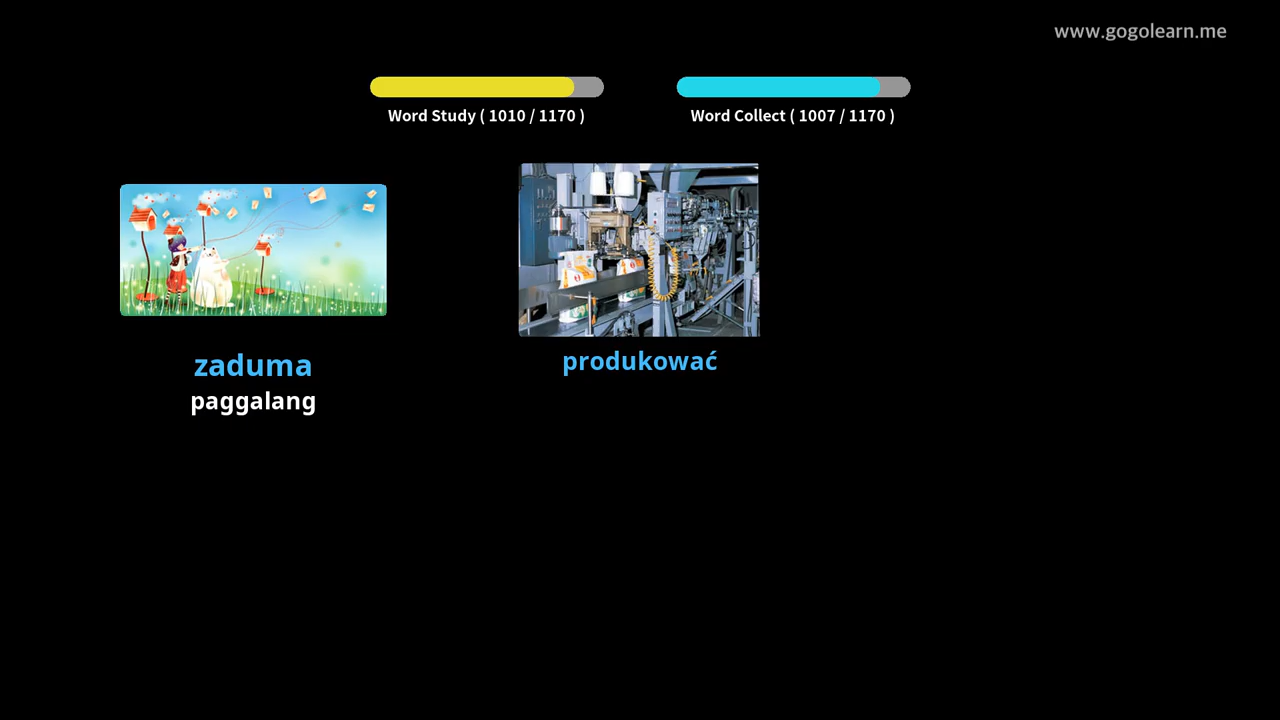 www.gogolearn.me
Word Study ( 1010 / 1170 )
Word Collect ( 1007 / 1170 )
zaduma
paggalang
produkować